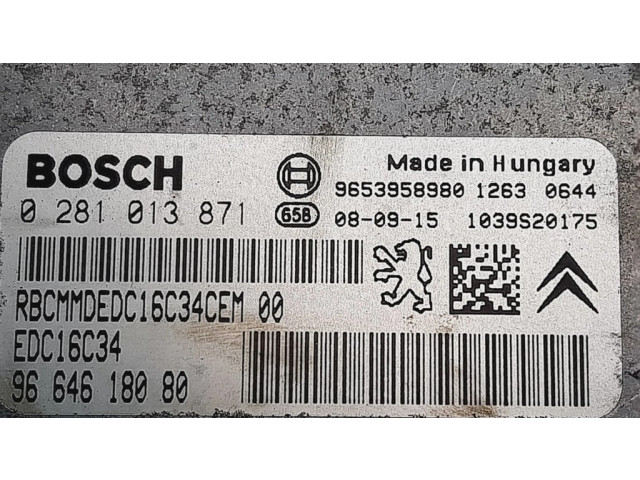 BOSCH
Made in Hungary
9653958980 1263 0644
0 281 013 871
658 08-09-15 1039S20175
RBCMMDEDC16C34CEM 00
EDC16C34
96 646 180 80